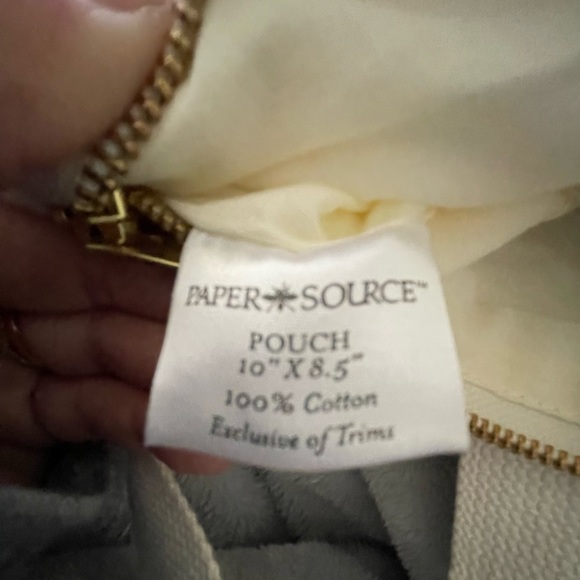 PAPER SOURCE™
POUCH
10" X 8.5"
100% Cotton
Exclusive of Trims